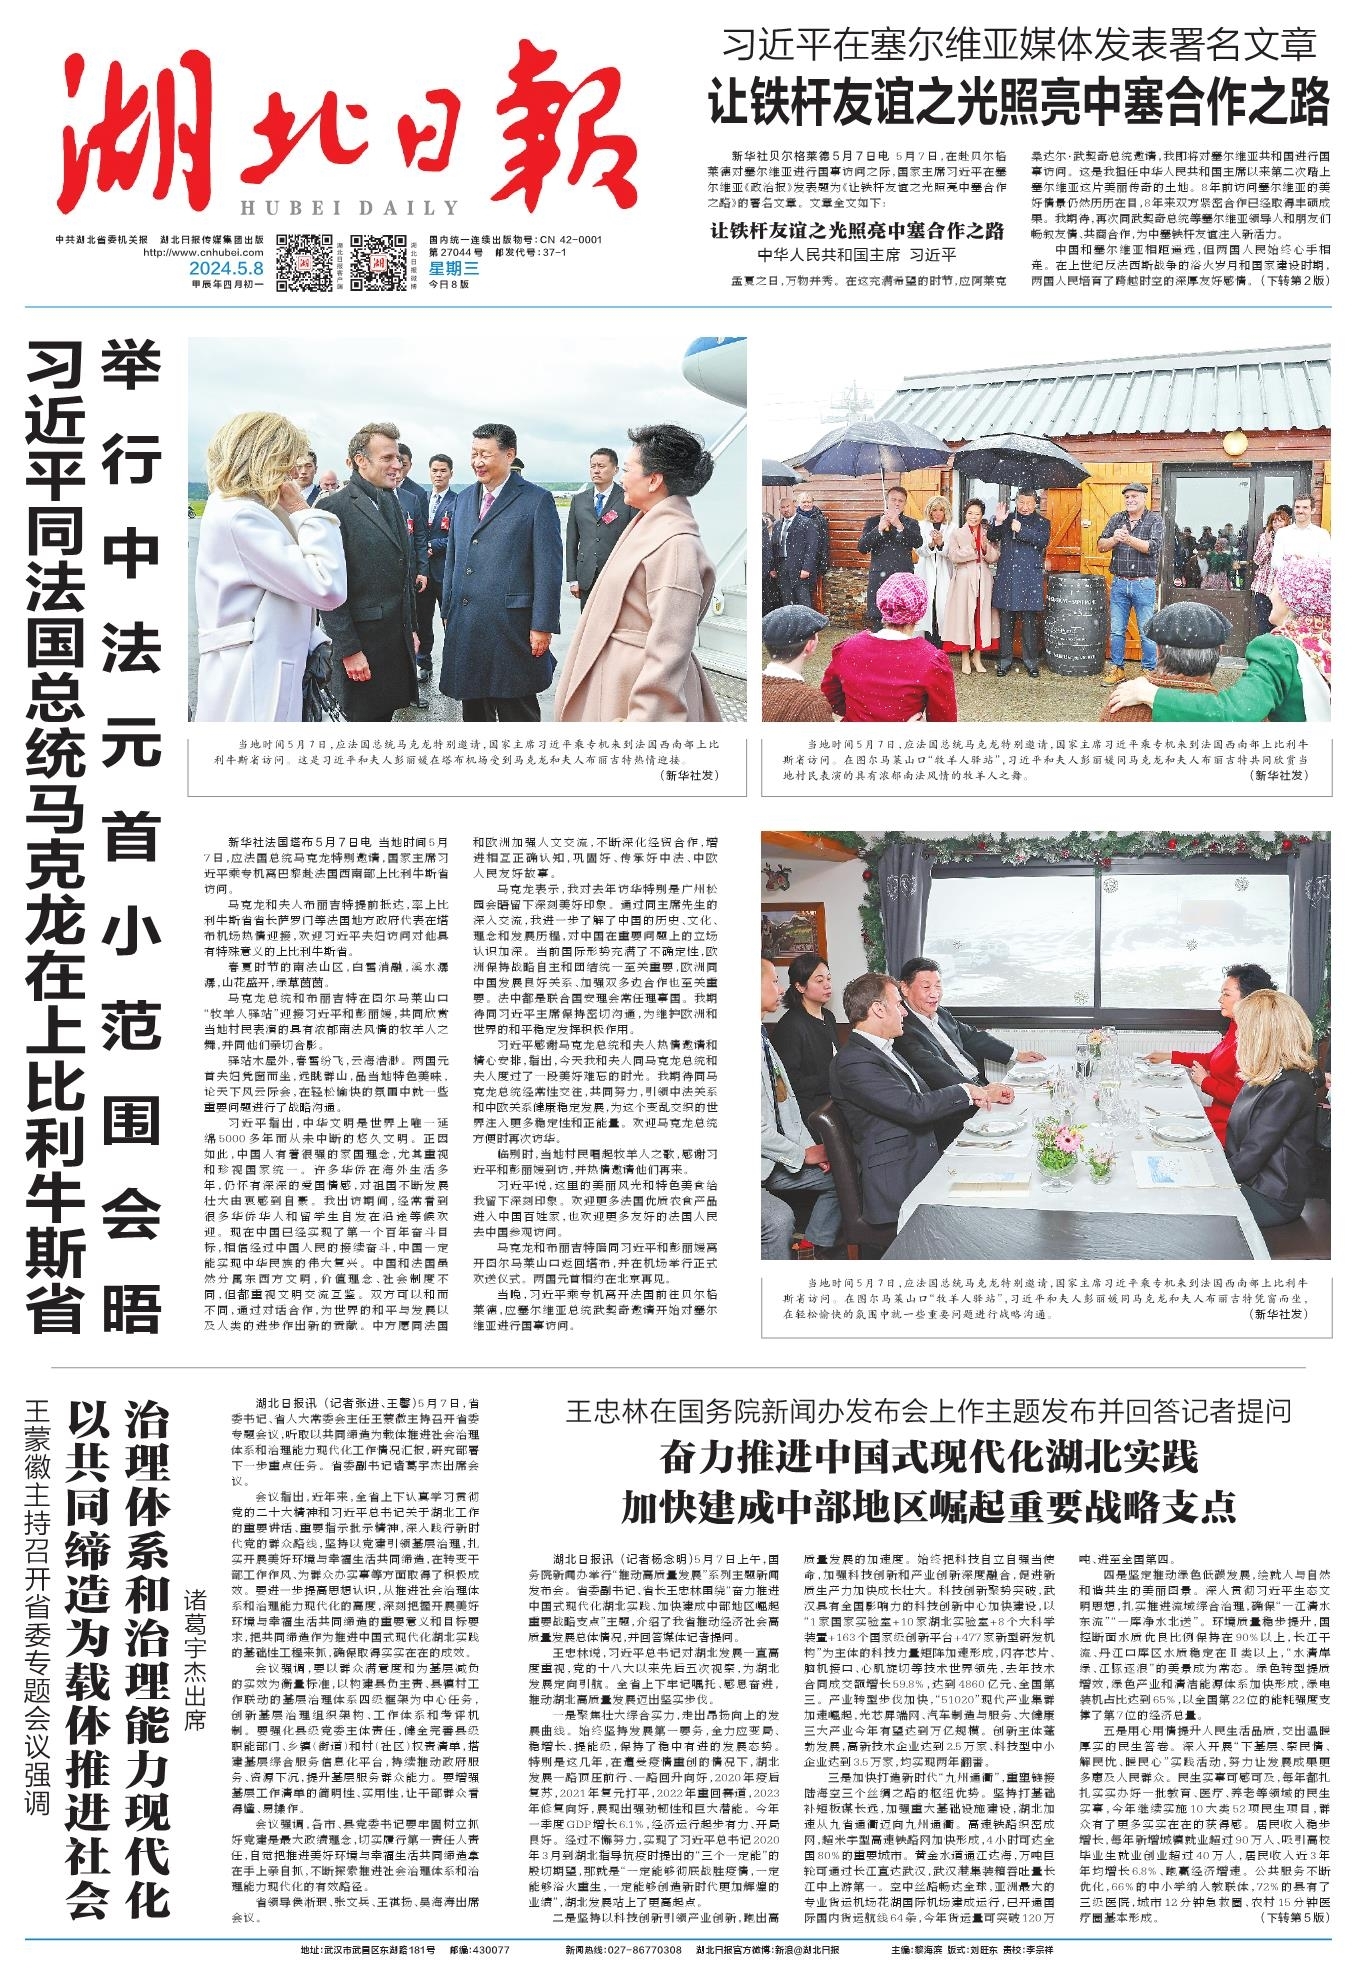 湖北日報
HUBEI DAILY
中共湖北省委机关报 湖北日报传媒集团出版
http://www.cnhubei.com
2024.5.8
甲辰年四月初一
湖北日报客户端
湖北日报微博
国内统一连续出版物号:CN 42-0001
第27044号 邮发代号:37-1
星期三
今日8版
习近平在塞尔维亚媒体发表署名文章
让铁杆友谊之光照亮中塞合作之路
新华社贝尔格莱德5月7日电 5月7日,在赴贝尔格
莱德对塞尔维亚进行国事访问之际,国家主席习近平在塞
尔维亚《政治报》发表题为《让铁杆友谊之光照亮中塞合作
之路》的署名文章。文章全文如下:
让铁杆友谊之光照亮中塞合作之路
中华人民共和国主席 习近平
孟夏之日,万物并秀。在这充满希望的时节,应阿莱克
桑达尔·武契奇总统邀请,我即将对塞尔维亚共和国进行国
事访问。这是我担任中华人民共和国主席以来第二次踏上
塞尔维亚这片美丽传奇的土地。8年前访问塞尔维亚的美
好情景仍然历历在目,8年来双方紧密合作已经取得丰硕成
果。我期待,再次同武契奇总统等塞尔维亚领导人和朋友们
畅叙友情、共商合作,为中塞铁杆友谊注入新活力。
中国和塞尔维亚相距遥远,但两国人民始终心手相
连。在上世纪反法西斯战争的浴火岁月和国家建设时期,
两国人民培育了跨越时空的深厚友好感情。(下转第2版)
习近平同法国总统马克龙在上比利牛斯省
举行中法元首小范围会晤
当地时间5月7日,应法国总统马克龙特别邀请,国家主席习近平乘专机来到法国西南部上比
利牛斯省访问。这是习近平和夫人彭丽媛在塔布机场受到马克龙和夫人布丽吉特热情迎接。
(新华社发)
当地时间5月7日,应法国总统马克龙特别邀请,国家主席习近平乘专机来到法国西南部上比利牛
斯省访问。在图尔马莱山口“牧羊人驿站”,习近平和夫人彭丽媛同马克龙和夫人布丽吉特共同欣赏当
地村民表演的具有浓郁南法风情的牧羊人之舞。
(新华社发)
新华社法国塔布5月7日电 当地时间5月
7日,应法国总统马克龙特别邀请,国家主席习
近平乘专机离巴黎赴法国西南部上比利牛斯省
访问。
马克龙和夫人布丽吉特提前抵达,率上比
利牛斯省省长萨罗门等法国地方政府代表在塔
布机场热情迎接,欢迎习近平夫妇访问对他具
有特殊意义的上比利牛斯省。
春夏时节的南法山区,白雪消融,溪水潺
潺,山花盛开,绿草茵茵。
马克龙总统和布丽吉特在图尔马莱山口
“牧羊人驿站”迎接习近平和彭丽媛,共同欣赏
当地村民表演的具有浓郁南法风情的牧羊人之
舞,并同他们亲切合影。
驿站木屋外,春雪纷飞,云海浩渺。两国元
首夫妇凭窗而坐,远眺群山,品当地特色美味,
论天下风云际会,在轻松愉快的氛围中就一些
重要问题进行了战略沟通。
习近平指出,中华文明是世界上唯一延
绵5000多年而从未中断的悠久文明。正因
如此,中国人有着很强的家国理念,尤其重视
和珍视国家统一。许多华侨在海外生活多
年,仍怀有深深的爱国情感,对祖国不断发展
壮大由衷感到自豪。我出访期间,经常看到
很多华侨华人和留学生自发在沿途等候欢
迎。现在中国已经实现了第一个百年奋斗目
标,相信经过中国人民的接续奋斗,中国一定
能实现中华民族的伟大复兴。中国和法国虽
然分属东西方文明,价值理念、社会制度不
同,但都重视文明交流互鉴。双方可以和而
不同,通过对话合作,为世界的和平与发展以
及人类的进步作出新的贡献。中方愿同法国
和欧洲加强人文交流,不断深化经贸合作,增
进相互正确认知,巩固好、传承好中法、中欧
人民友好故事。
马克龙表示,我对去年访华特别是广州松
园会晤留下深刻美好印象。通过同主席先生的
深入交流,我进一步了解了中国的历史、文化、
理念和发展历程,对中国在重要问题上的立场
认识加深。当前国际形势充满了不确定性,欧
洲保持战略自主和团结统一至关重要,欧洲同
中国发展良好关系、加强双多边合作也至关重
要。法中都是联合国安理会常任理事国。我期
待同习近平主席保持密切沟通,为维护欧洲和
世界的和平稳定发挥积极作用。
习近平感谢马克龙总统和夫人热情邀请和
精心安排,指出,今天我和夫人同马克龙总统和
夫人度过了一段美好难忘的时光。我期待同马
克龙总统经常性交往,共同努力,引领中法关系
和中欧关系健康稳定发展,为这个变乱交织的世
界注入更多稳定性和正能量。欢迎马克龙总统
方便时再次访华。
临别时,当地村民唱起牧羊人之歌,感谢习
近平和彭丽媛到访,并热情邀请他们再来。
习近平说,这里的美丽风光和特色美食给
我留下深刻印象。欢迎更多法国优质农食产品
进入中国百姓家,也欢迎更多友好的法国人民
去中国参观访问。
马克龙和布丽吉特陪同习近平和彭丽媛离
开图尔马莱山口返回塔布,并在机场举行正式
欢送仪式。两国元首相约在北京再见。
当晚,习近平乘专机离开法国前往贝尔格
莱德,应塞尔维亚总统武契奇邀请开始对塞尔
维亚进行国事访问。
当地时间5月7日,应法国总统马克龙特别邀请,国家主席习近平乘专机来到法国西南部上比利牛
斯省访问。在图尔马莱山口“牧羊人驿站”,习近平和夫人彭丽媛同马克龙和夫人布丽吉特凭窗而坐,
在轻松愉快的氛围中就一些重要问题进行战略沟通。
(新华社发)
王蒙徽主持召开省委专题会议强调
以共同缔造为载体推进社会
治理体系和治理能力现代化
诸葛宇杰出席
湖北日报讯(记者张进、王馨)5月7日,省
委书记、省人大常委会主任王蒙徽主持召开省委
专题会议,听取以共同缔造为载体推进社会治理
体系和治理能力现代化工作情况汇报,研究部署
下一步重点任务。省委副书记诸葛宇杰出席会
议。
会议指出,近年来,全省上下认真学习贯彻
党的二十大精神和习近平总书记关于湖北工作
的重要讲话、重要指示批示精神,深入践行新时
代党的群众路线,坚持以党建引领基层治理,扎
实开展美好环境与幸福生活共同缔造,在转变干
部工作作风、为群众办实事等方面取得了积极成
效。要进一步提高思想认识,从推进社会治理体
系和治理能力现代化的高度,深刻把握开展美好
环境与幸福生活共同缔造的重要意义和目标要
求,把共同缔造作为推进中国式现代化湖北实践
的基础性工程来抓,确保取得实实在在的成效。
会议强调,要以群众满意度和为基层减负
的实效为衡量标准,以构建县负主责、县镇村工
作联动的基层治理体系四级框架为中心任务,
创新基层治理组织架构、工作体系和考评机
制。要强化县级党委主体责任,健全完善县级
职能部门、乡镇(街道)和村(社区)权责清单,搭
建基层综合服务信息化平台,持续推动政府服
务、资源下沉,提升基层服务群众能力。要增强
基层工作清单的简明性、实用性,让干部群众看
得懂、易操作。
会议强调,各市、县党委书记要牢固树立抓
好党建是最大政绩理念,切实履行第一责任人责
任,自觉把推进美好环境与幸福生活共同缔造拿
在手上亲自抓,不断探索推进社会治理体系和治
理能力现代化的有效路径。
省领导侯淅珉、张文兵、王祺扬、吴海涛出席
会议。
王忠林在国务院新闻办发布会上作主题发布并回答记者提问
奋力推进中国式现代化湖北实践
加快建成中部地区崛起重要战略支点
湖北日报讯(记者杨念明)5月7日上午,国
务院新闻办举行“推动高质量发展”系列主题新闻
发布会。省委副书记、省长王忠林围绕“奋力推进
中国式现代化湖北实践、加快建成中部地区崛起
重要战略支点”主题,介绍了我省推动经济社会高
质量发展总体情况,并回答媒体记者提问。
王忠林说,习近平总书记对湖北发展一直高
度重视,党的十八大以来先后五次视察,为湖北
发展定向引航。全省上下牢记嘱托、感恩奋进,
推动湖北高质量发展迈出坚实步伐。
一是聚焦壮大综合实力,走出昂扬向上的发
展曲线。始终坚持发展第一要务,全力应变局、
稳增长、提能级,保持了稳中有进的发展态势。
特别是这几年,在遭受疫情重创的情况下,湖北
发展一路顶压前行、一路回升向好,2020年疫后
复苏,2021年复元打平,2022年重回赛道,2023
年修复向好,展现出强劲韧性和巨大潜能。今年
一季度GDP增长6.1%,经济运行起步有力、开局
良好。经过不懈努力,实现了习近平总书记2020
年3月到湖北指导抗疫时提出的“三个一定能”的
殷切期望,那就是“一定能够彻底战胜疫情,一定
能够浴火重生,一定能够创造新时代更加辉煌的
业绩”,湖北发展站上了更高起点。
二是坚持以科技创新引领产业创新,跑出高
质量发展的加速度。始终把科技自立自强当使
命,加强科技创新和产业创新深度融合,促进新
质生产力加快成长壮大。科技创新聚势突破,武
汉具有全国影响力的科技创新中心加快建设,以
“1家国家实验室+10家湖北实验室+8个大科学
装置+163个国家级创新平台+477家新型研发机
构”为主体的科技力量矩阵加速形成,闪存芯片、
脑机接口、心肌旋切等技术世界领先,去年技术
合同成交额增长59.8%,达到4860亿元、全国第
三。产业转型步伐加快,“51020”现代产业集群
加速崛起,光芯屏端网、汽车制造与服务、大健康
三大产业今年有望达到万亿规模。创新主体蓬
勃发展,高新技术企业达到2.5万家、科技型中小
企业达到3.5万家,均实现两年翻番。
三是加快打造新时代“九州通衢”,重塑链接
陆海空三个丝绸之路的枢纽优势。坚持打基础
补短板谋长远,加强重大基础设施建设,湖北加
速从九省通衢迈向九州通衢。高速铁路织密成
网,超米字型高速铁路网加快形成,4小时可达全
国80%的重要城市。黄金水道通江达海,万吨巨
轮可通过长江直达武汉,武汉港集装箱吞吐量长
江中上游第一。空中丝路畅达全球,亚洲最大的
专业货运机场花湖国际机场建成运行,已开通国
际国内货运航线64条,今年货运量可突破120万
吨、进至全国第四。
四是坚定推动绿色低碳发展,绘就人与自然
和谐共生的美丽图景。深入贯彻习近平生态文
明思想,扎实推进流域综合治理,确保“一江清水
东流”“一库净水北送”。环境质量稳步提升,国
控断面水质优良比例保持在90%以上,长江干
流、丹江口库区水质稳定在Ⅱ类以上,“水清岸
绿、江豚逐浪”的美景成为常态。绿色转型提质
增效,绿色产业和清洁能源体系加快形成,绿电
装机占比达到65%,以全国第22位的能耗强度支
撑了第7位的经济总量。
五是用心用情提升人民生活品质,交出温暖
厚实的民生答卷。深入开展“下基层、察民情、
解民忧、暖民心”实践活动,努力让发展成果更
多惠及人民群众。民生实事可感可及,每年都扎
扎实实办好一批教育、医疗、养老等领域的民生
实事,今年继续实施10大类52项民生项目,群
众有了更多实实在在的获得感。居民收入稳步
增长,每年新增城镇就业超过90万人、吸引高校
毕业生就业创业超过40万人,居民收入近3年
年均增长6.8%、跑赢经济增速。公共服务不断
优化,66%的中小学纳入教联体,72%的县有了
三级医院,城市12分钟急救圈、农村15分钟医
疗圈基本形成。
(下转第5版)
地址:武汉市武昌区东湖路181号 邮编:430077 新闻热线:027-86770308 湖北日报官方微博:新浪@湖北日报 主编:黎海滨 版式:刘旺东 责校:李宗祥